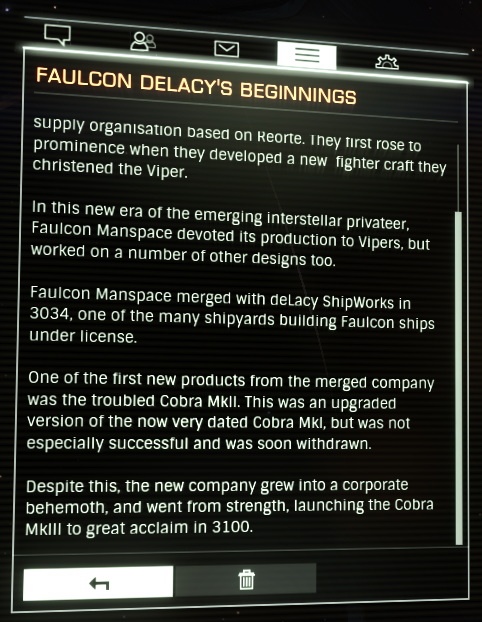 FAULCON DELACY'S BEGINNINGS
supply organisation based on Reorte. They first rose to
prominence when they developed a new fighter craft they
christened the Viper.
In this new era of the emerging interstellar privateer,
Faulcon Manspace devoted its production to Vipers, but
worked on a number of other designs too.
Faulcon Manspace merged with deLacy ShipWorks in
3034, one of the many shipyards building Faulcon ships
under license.
One of the first new products from the merged company
was the troubled Cobra MkII. This was an upgraded
version of the now very dated Cobra MkI, but was not
especially successful and was soon withdrawn.
Despite this, the new company grew into a corporate
behemoth, and went from strength, launching the Cobra
MkIII to great acclaim in 3100.